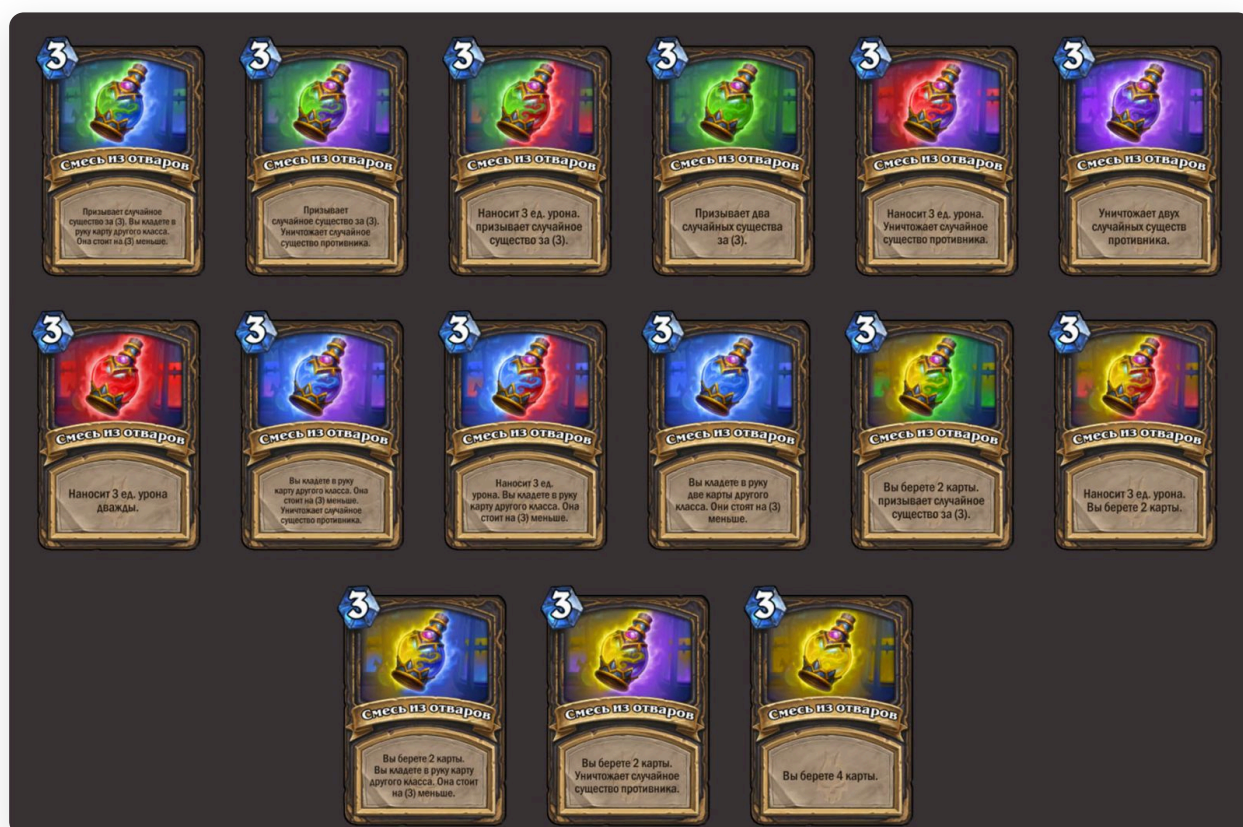 3
Смесь из отваров
Призывает случайное
существо за (3). Вы кладете в
руку карту другого класса.
Она стоит на (3) меньше.
3
Смесь из отваров
Призывает
случайное существо за (3).
Уничтожает случайное
существо противника.
3
Смесь из отваров
Наносит 3 ед. урона.
призывает случайное
существо за (3).
3
Смесь из отваров
Призывает два
случайных существа
за (3).
3
Смесь из отваров
Наносит 3 ед. урона.
Уничтожает случайное
существо противника.
3
Смесь из отваров
Уничтожает двух
случайных существ
противника.
3
Смесь из отваров
Наносит 3 ед. урона
дважды.
3
Смесь из отваров
Вы кладете в руку
карту другого класса. Она
стоит на (3) меньше.
Уничтожает случайное
существо противника.
3
Смесь из отваров
Наносит 3 ед.
урона. Вы кладете в руку
карту другого класса. Она
стоит на (3) меньше.
3
Смесь из отваров
Вы кладете в руку
две карты другого
класса. Они стоят на (3)
меньше.
3
Смесь из отваров
Вы берете 2 карты.
призывает случайное
существо за (3).
3
Смесь из отваров
Наносит 3 ед. урона.
Вы берете 2 карты.
3
Смесь из отваров
Вы берете 2 карты.
Вы кладете в руку карту
другого класса. Она стоит
на (3) меньше.
3
Смесь из отваров
Вы берете 2 карты.
Уничтожает случайное
существо противника.
3
Смесь из отваров
Вы берете 4 карты.